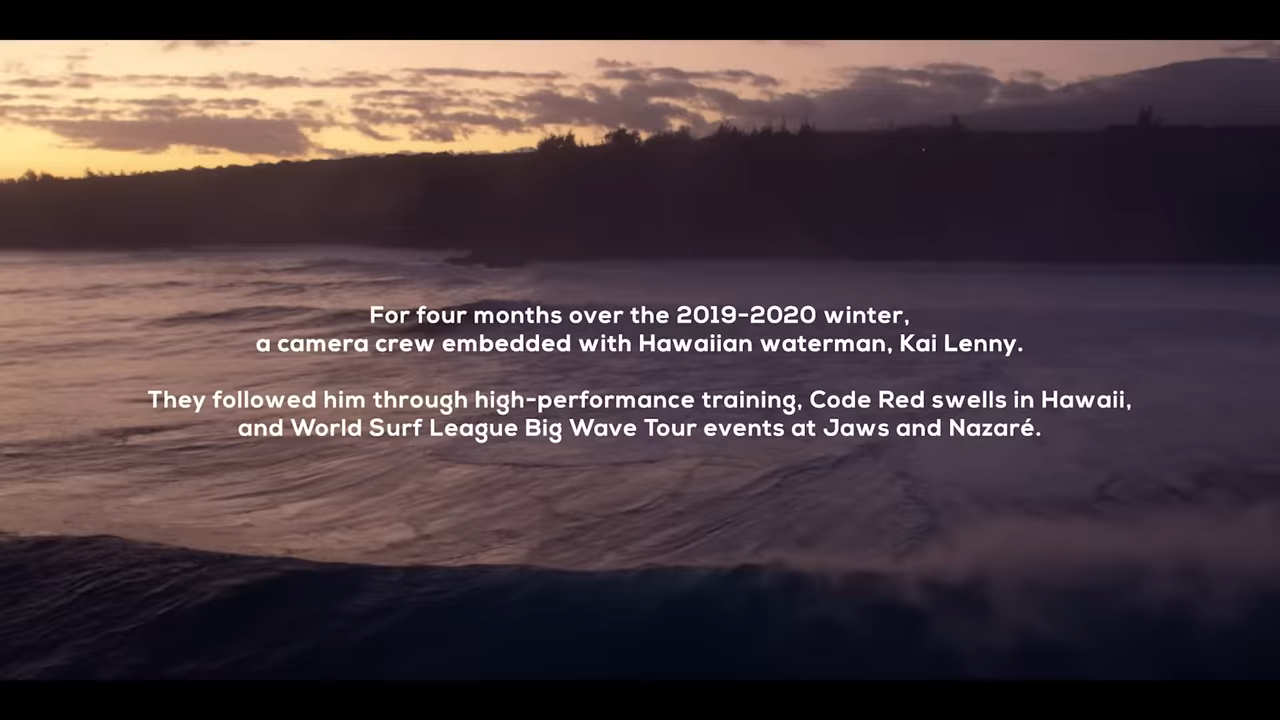 For four months over the 2019-2020 winter,
a camera crew embedded with Hawaiian waterman, Kai Lenny.
They followed him through high-performance training, Code Red swells in Hawaii,
and World Surf League Big Wave Tour events at Jaws and Nazaré.